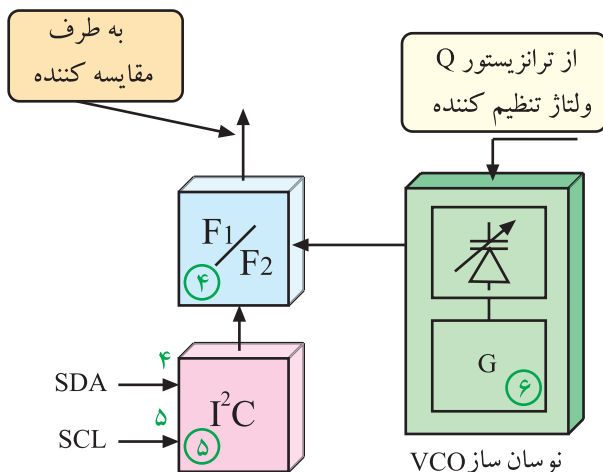 به طرف
مقایسه کننده
از ترانزیستور Q
ولتاژ تنظیم کننده
F₁/F₂
۴
G
۶
۴
SDA
I²C
۵
SCL
۵
نوسان ساز VCO